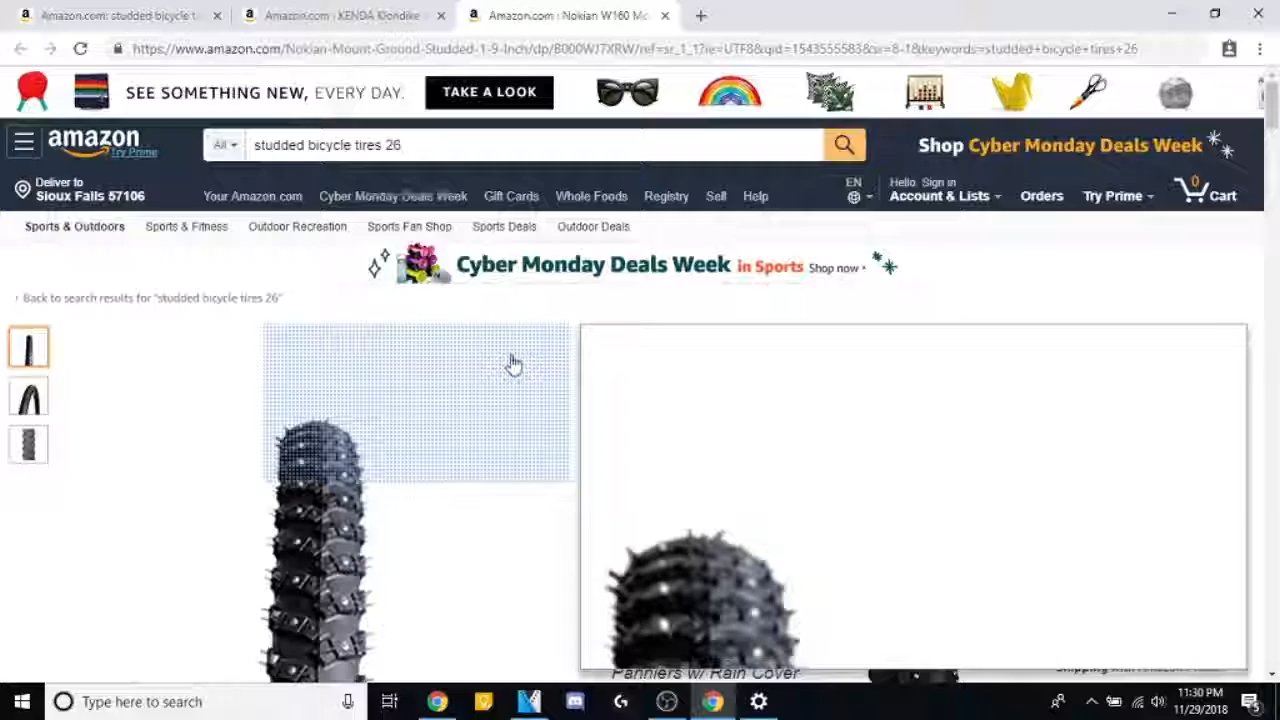 Amazon.com: studded bicycle t
Amazon.com : KENDA Klondike
Amazon.com : Nokian W160 Mo
https://www.amazon.com/Nokian-Mount-Ground-Studded-1-9-Inch/dp/B000WJ7XRW/ref=sr_1_1?ie=UTF8&qid=1543555583&sr=8-1&keywords=studded+bicycle+tires+26
SEE SOMETHING NEW, EVERY DAY.
TAKE A LOOK
amazon
Try Prime
All
studded bicycle tires 26
Shop Cyber Monday Deals Week
Deliver to
Sioux Falls 57106
Your Amazon.com
Cyber Monday Deals Week
Gift Cards
Whole Foods
Registry
Sell
Help
EN
Hello. Sign in
Account & Lists
Orders
Try Prime
0
Cart
Sports & Outdoors
Sports & Fitness
Outdoor Recreation
Sports Fan Shop
Sports Deals
Outdoor Deals
Cyber Monday Deals Week in Sports Shop now ›
‹ Back to search results for "studded bicycle tires 26"
Panniers w/ Rain Cover
Type here to search
11:30 PM
11/29/2018